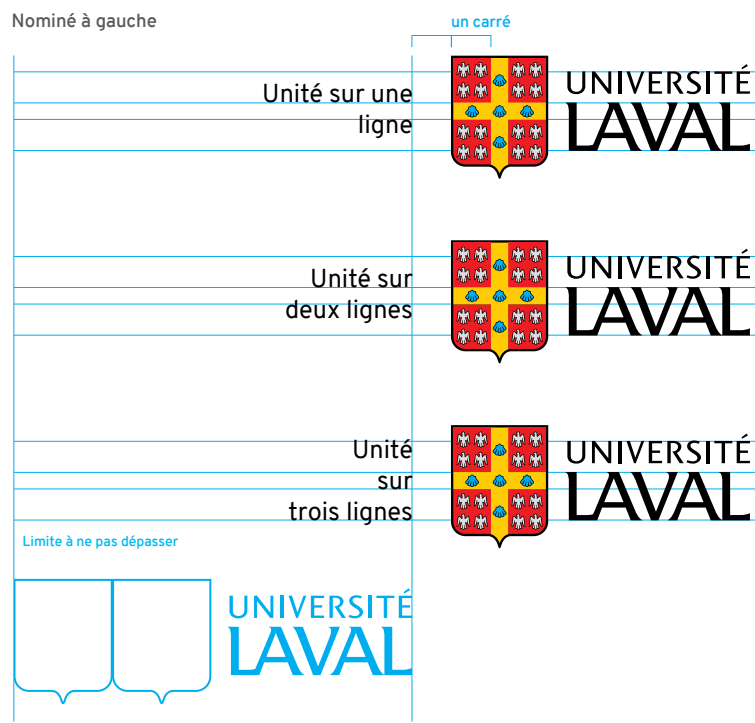 Nominé à gauche
un carré
Unité sur une
ligne
UNIVERSITÉ
LAVAL
Unité sur
deux lignes
UNIVERSITÉ
LAVAL
Unité
sur
trois lignes
UNIVERSITÉ
LAVAL
Limite à ne pas dépasser
UNIVERSITÉ
LAVAL